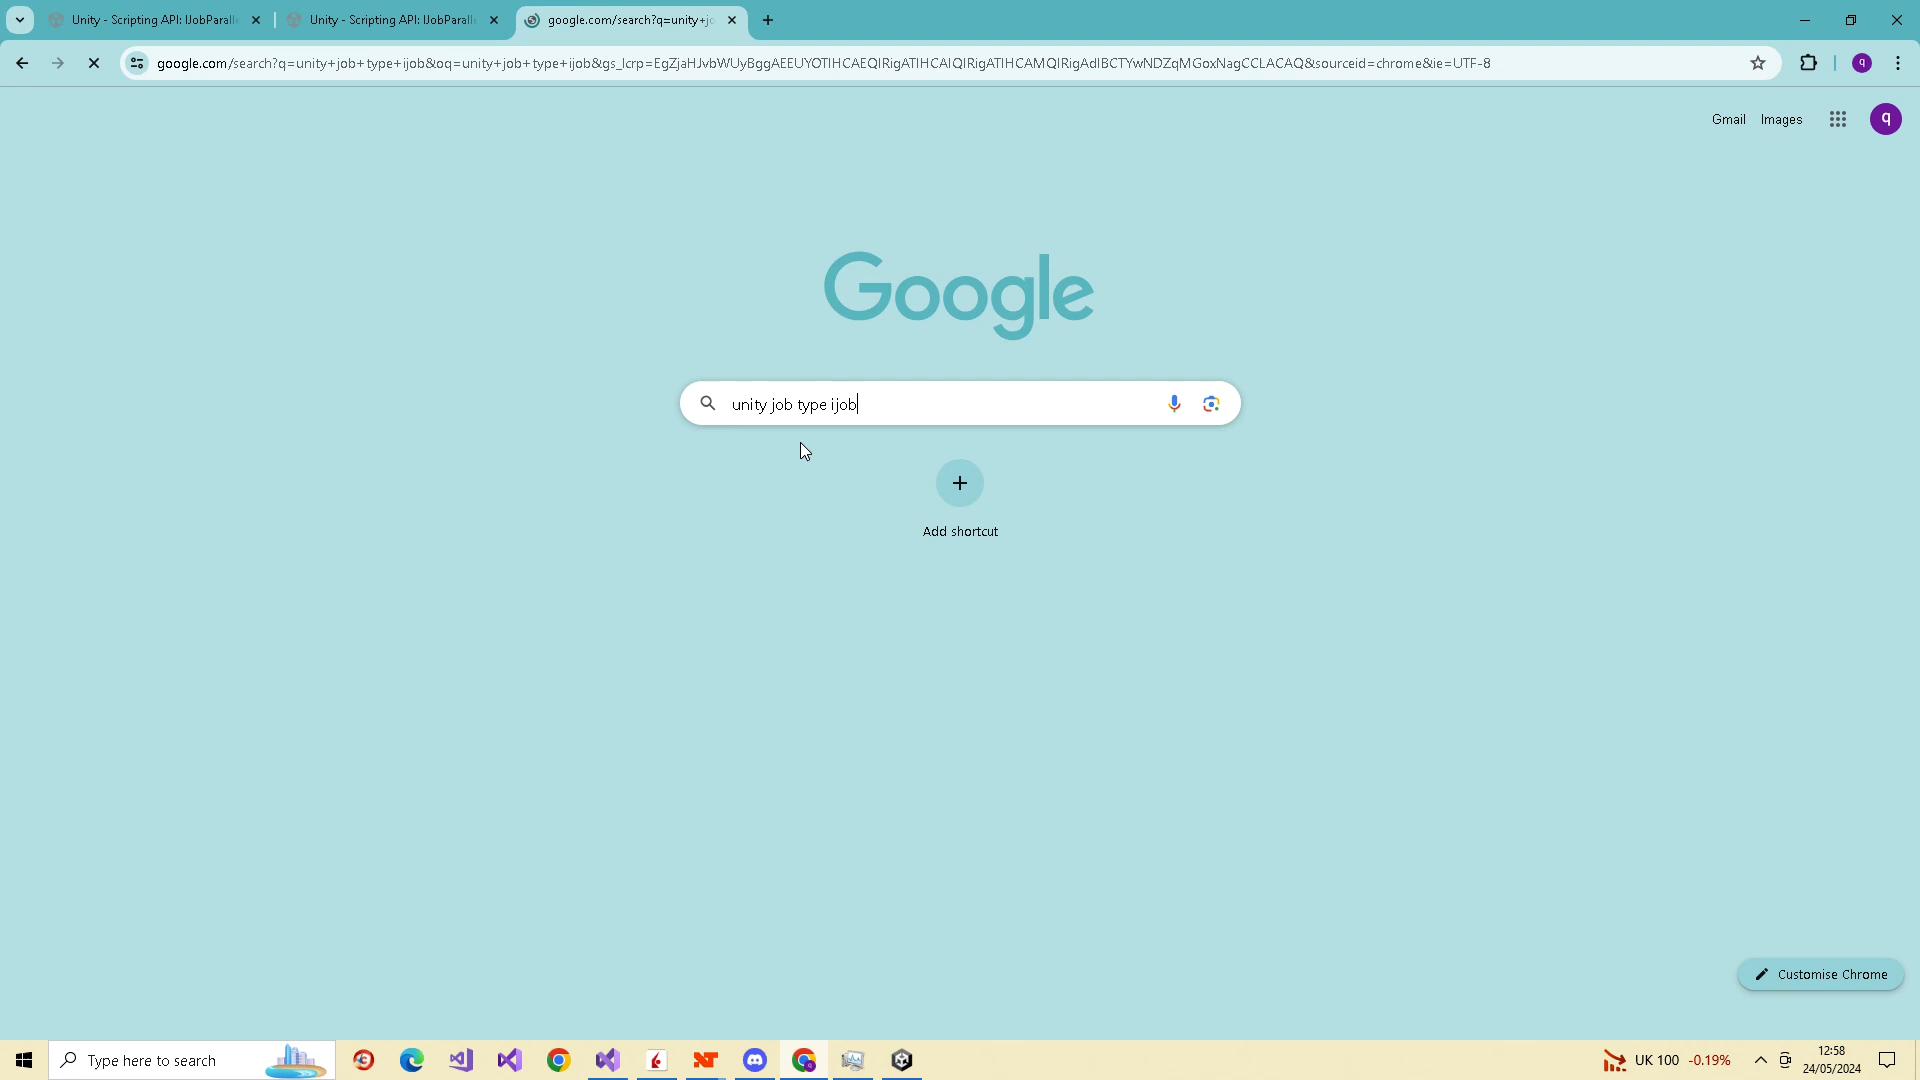 Unity - Scripting API: IJobParalle
Unity - Scripting API: IJobParalle
google.com/search?q=unity+jo
google.com/search?q=unity+job+type+ijob&oq=unity+job+type+ijob&gs_lcrp=EgZjaHJvbWUyBggAEEUYOTIHCAEQIRigATIHCAIQIRigATIHCAMQIRigAdIBCTYwNDZqMGoxNagCCLACAQ&sourceid=chrome&ie=UTF-8
q
Gmail
Images
q
Google
unity job type ijob
Add shortcut
Customise Chrome
Type here to search
UK 100 -0.19%
12:58
24/05/2024